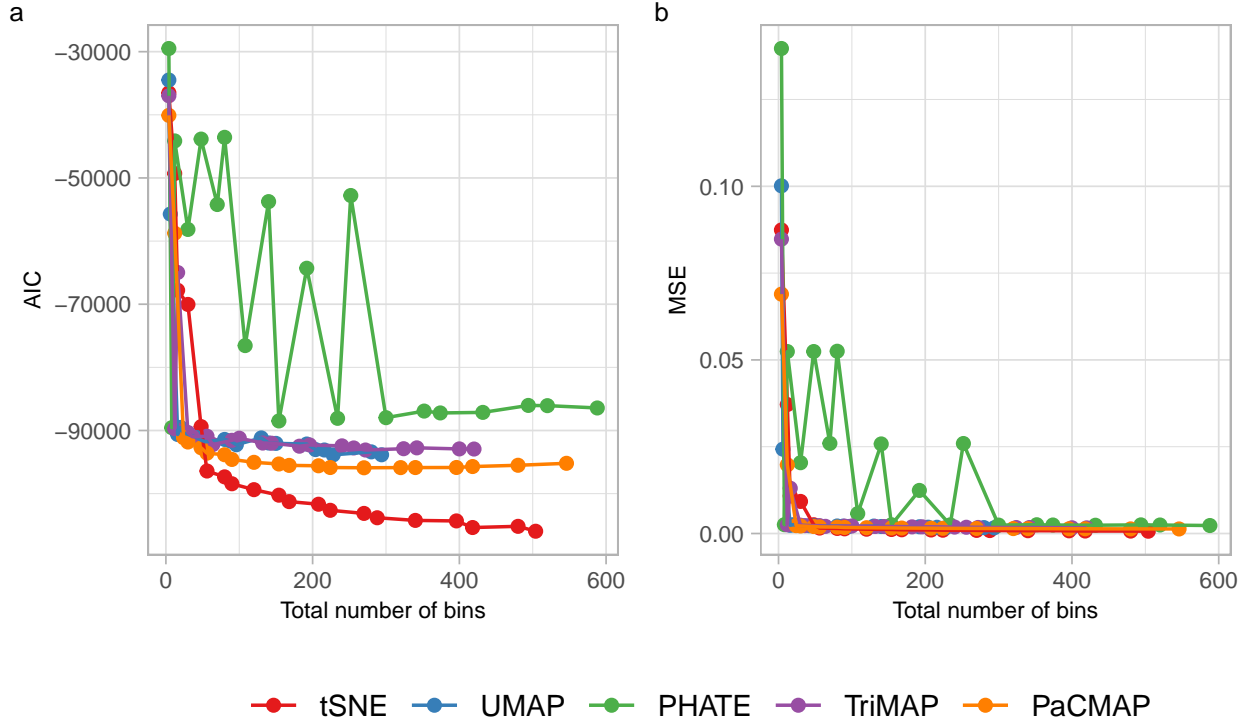 a
−30000
−50000
−70000
−90000
AIC
0 200 400 600
Total number of bins
b
0.10
0.05
0.00
MSE
0 200 400 600
Total number of bins
tSNE UMAP PHATE TriMAP PaCMAP